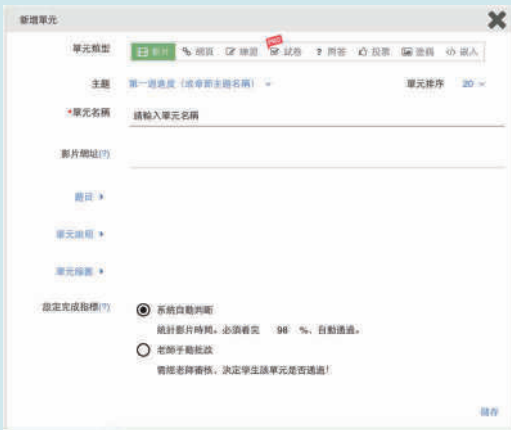 新增單元
單元類型 影片 網頁 練習 PRO 試卷 ? 問答 投票 塗鴉 </> 嵌入
主題 第一週進度（或章節主題名稱） 單元排序 20
*單元名稱 請輸入單元名稱
影片網址(?)
題目
單元說明
單元縮圖
設定完成指標(?) 系統自動判斷
統計影片時間。必須看完 98 %，自動通過。
老師手動批改
需經老師審核，決定學生該單元是否通過！
儲存